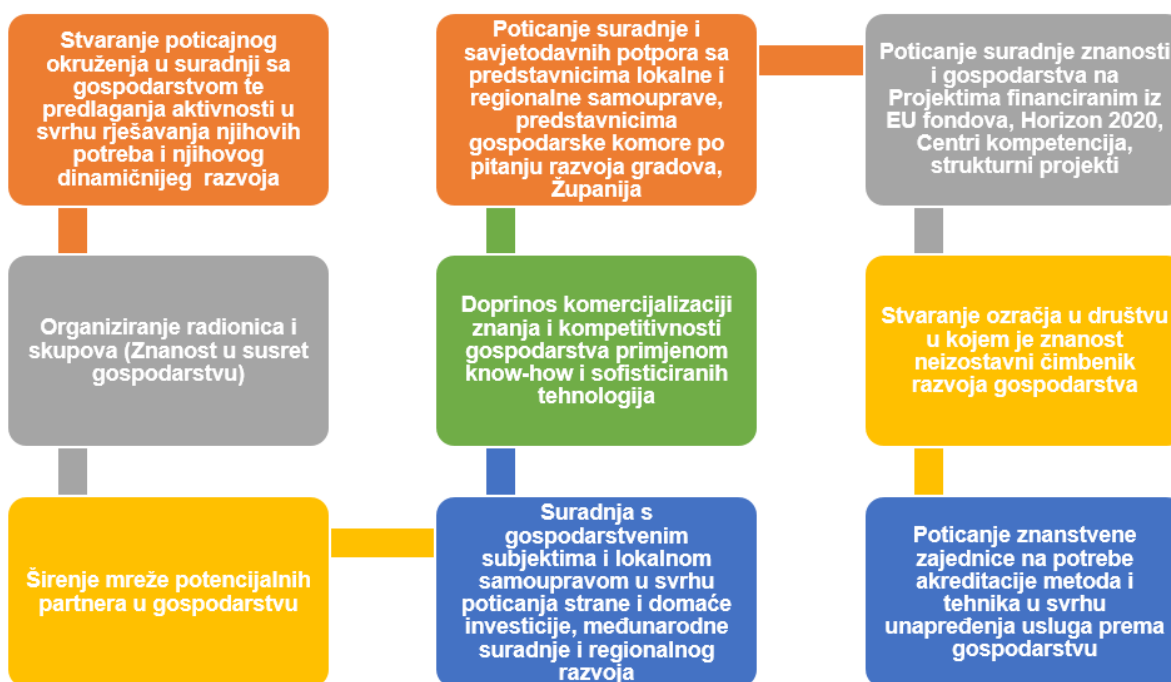 Stvaranje poticajnog
okruženja u suradnji sa
gospodarstvom te
predlaganja aktivnosti u
svrhu rješavanja njihovih
potreba i njihovog
dinamičnijeg razvoja
Organiziranje radionica i
skupova (Znanost u susret
gospodarstvu)
Širenje mreže potencijalnih
partnera u gospodarstvu
Suradnja s
gospodarstvenim
subjektima i lokalnom
samoupravom u svrhu
poticanja strane i domaće
investicije, međunarodne
suradnje i regionalnog
razvoja
Doprinos komercijalizaciji
znanja i kompetitivnosti
gospodarstva primjenom
know-how i sofisticiranih
tehnologija
Poticanje suradnje i
savjetodavnih potpora sa
predstavnicima lokalne i
regionalne samouprave,
predstavnicima
gospodarske komore po
pitanju razvoja gradova,
Županija
Poticanje suradnje znanosti
i gospodarstva na
Projektima financiranim iz
EU fondova, Horizon 2020,
Centri kompetencija,
strukturni projekti
Stvaranje ozračja u društvu
u kojem je znanost
neizostavni čimbenik
razvoja gospodarstva
Poticanje znanstvene
zajednice na potrebe
akreditacije metoda i
tehnika u svrhu
unapređenja usluga prema
gospodarstvu